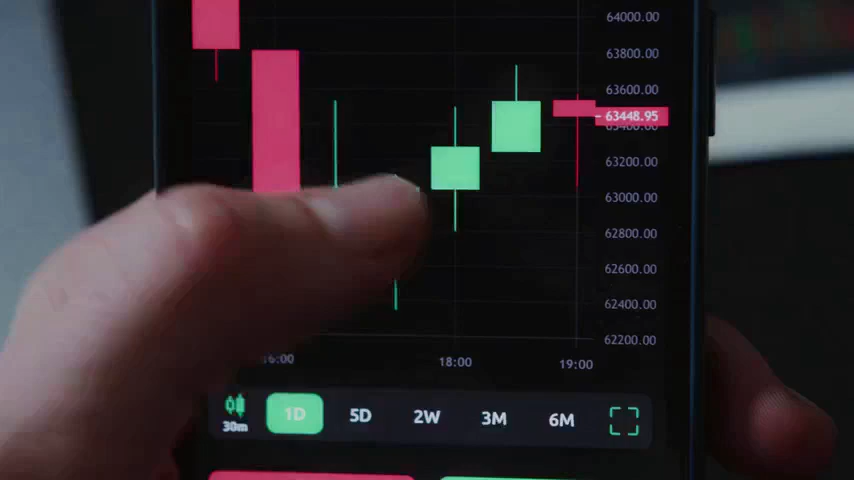 64000.00
63800.00
63600.00
63448.95
63400.00
63200.00
63000.00
62800.00
62600.00
62400.00
62200.00
18:00
19:00
30m
1D
5D
2W
3M
6M